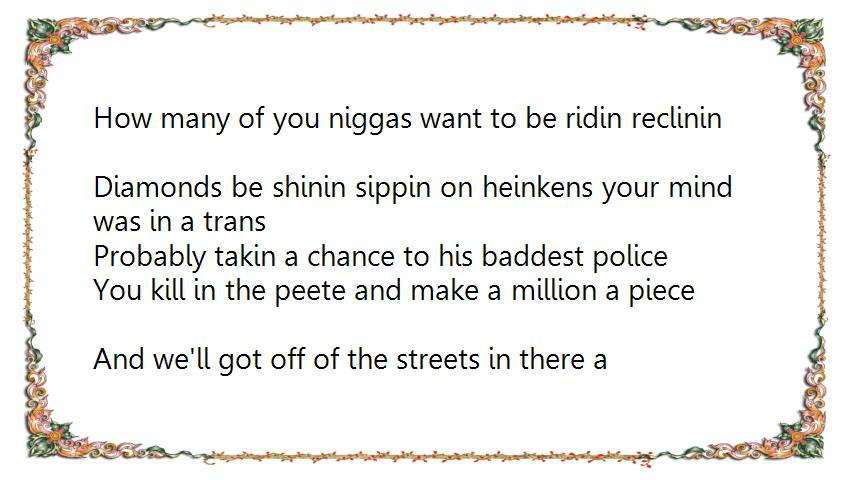 How many of you niggas want to be ridin reclinin
Diamonds be shinin sippin on heinkens your mind
was in a trans
Probably takin a chance to his baddest police
You kill in the peete and make a million a piece
And we'll got off of the streets in there a